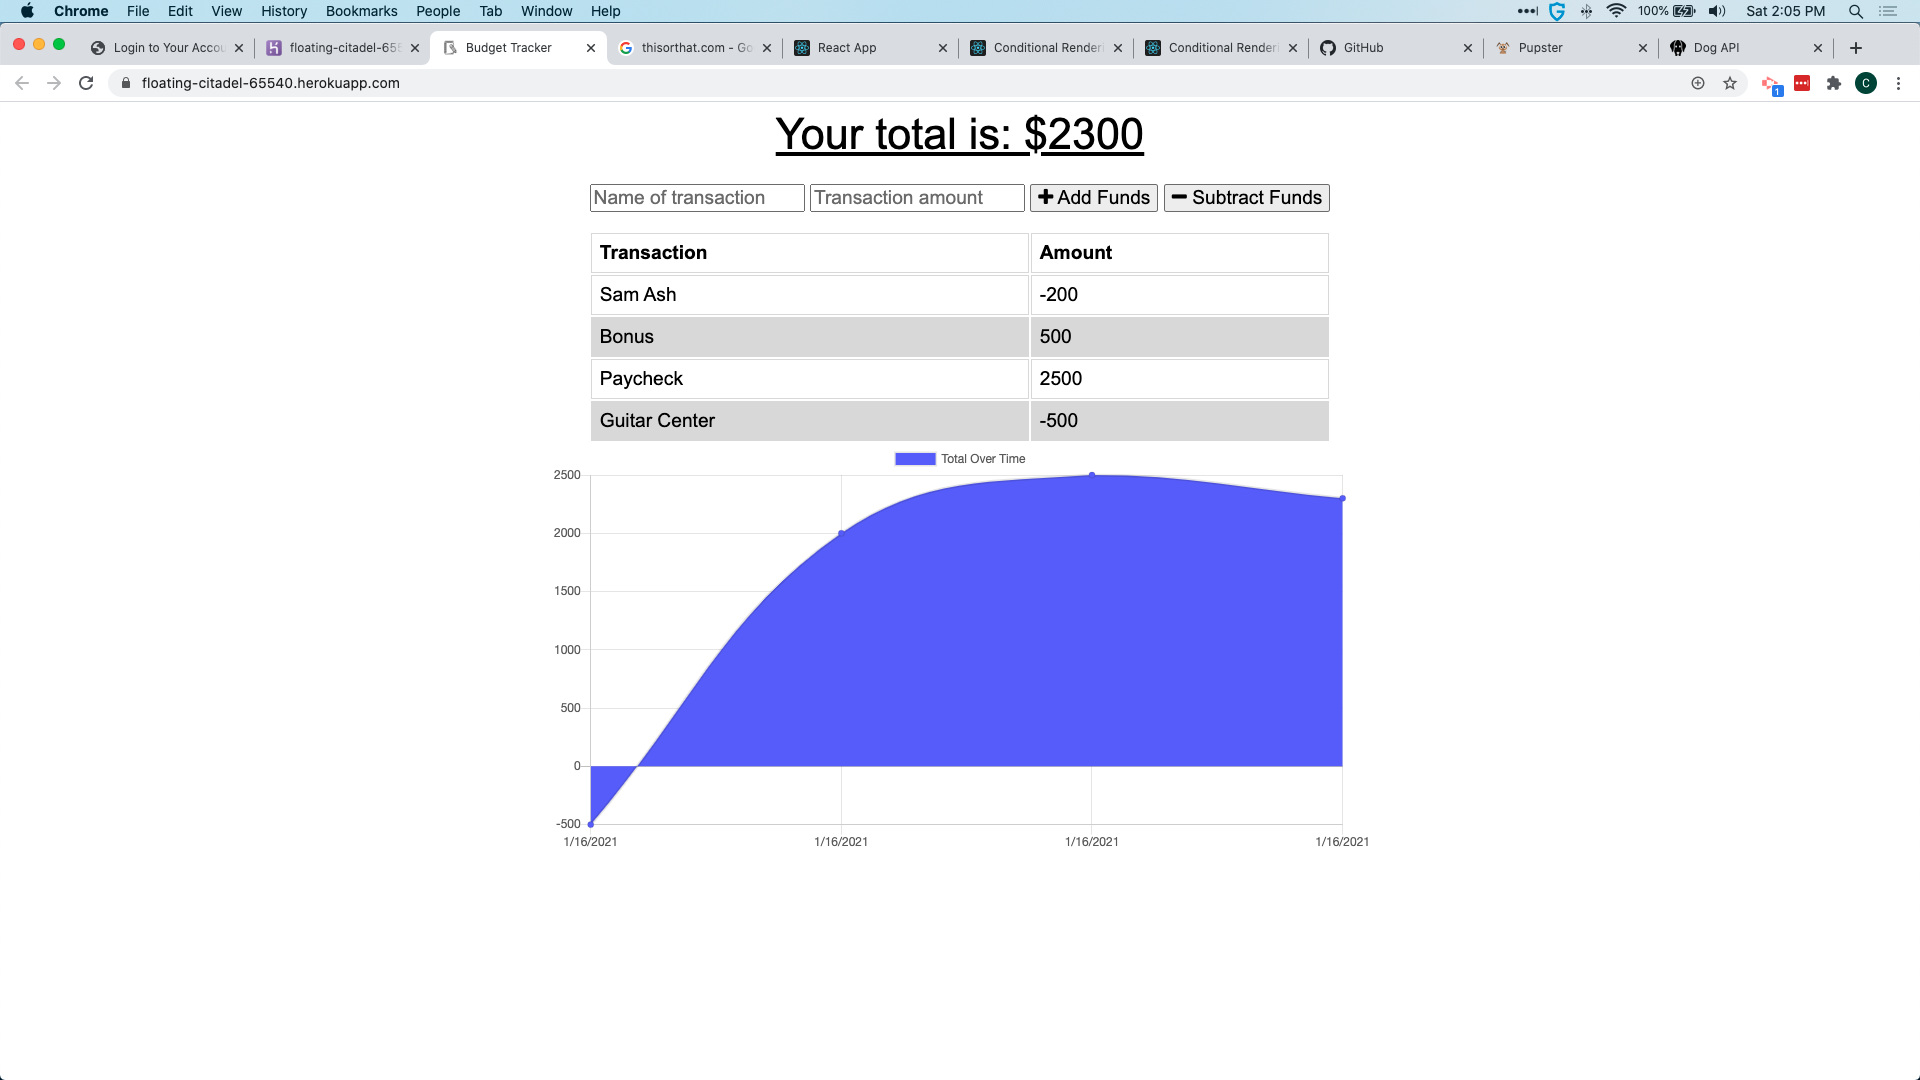 Chrome File Edit View History Bookmarks People Tab Window Help 100% Sat 2:05 PM
Login to Your Accou floating-citadel-655 Budget Tracker thisorthat.com - Go React App Conditional Renderi Conditional Renderi GitHub Pupster Dog API
floating-citadel-65540.herokuapp.com 1 C
Your total is: $2300
Name of transaction Transaction amount Add Funds Subtract Funds
Transaction Amount
Sam Ash -200
Bonus 500
Paycheck 2500
Guitar Center -500
Total Over Time
2500
2000
1500
1000
500
0
-500
1/16/2021 1/16/2021 1/16/2021 1/16/2021